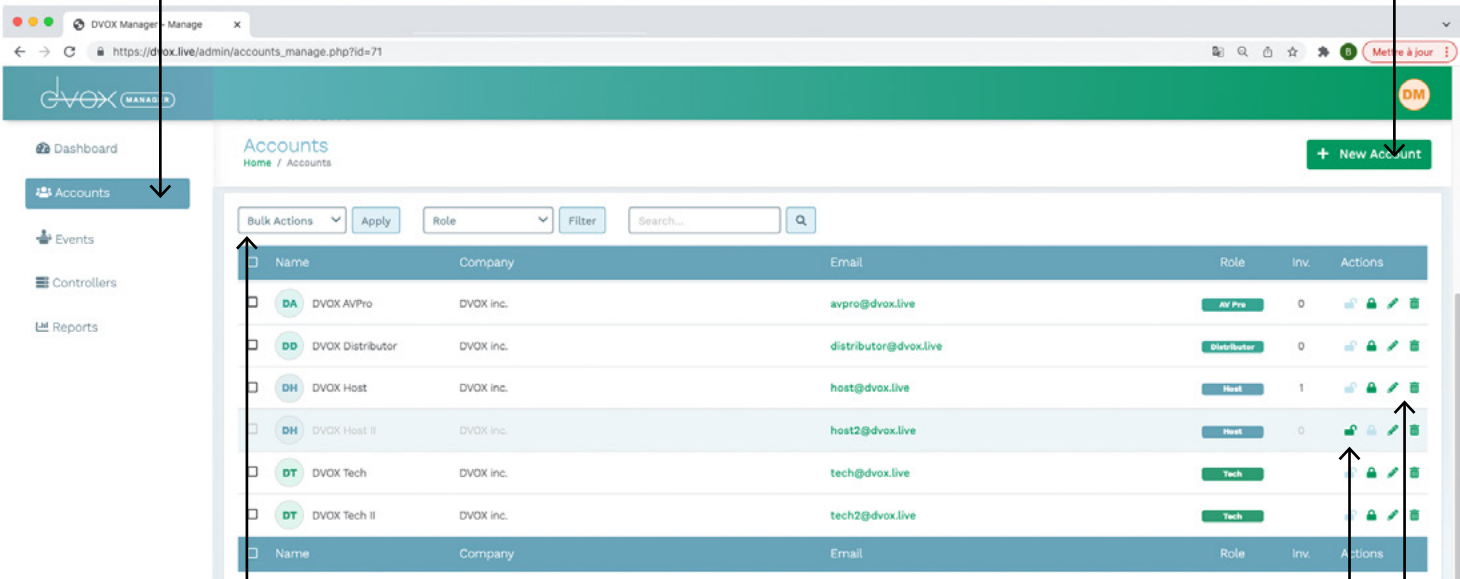 DVOX Manager - Manage
https://dvox.live/admin/accounts_manage.php?id=71
B
Mettre à jour
dvox MANAGER
DM
Dashboard
Accounts
Events
Controllers
Reports
Accounts
Home / Accounts
+ New Account
Bulk Actions Apply Role Filter Search...
Name Company Email Role Inv. Actions
DA DVOX AVPro DVOX inc. avpro@dvox.live AV Pro 0
DD DVOX Distributor DVOX inc. distributor@dvox.live Distributor 0
DH DVOX Host DVOX inc. host@dvox.live Host 1
DH DVOX Host II DVOX inc. host2@dvox.live Host 0
DT DVOX Tech DVOX inc. tech@dvox.live Tech
DT DVOX Tech II DVOX inc. tech2@dvox.live Tech
Name Company Email Role Inv. Actions